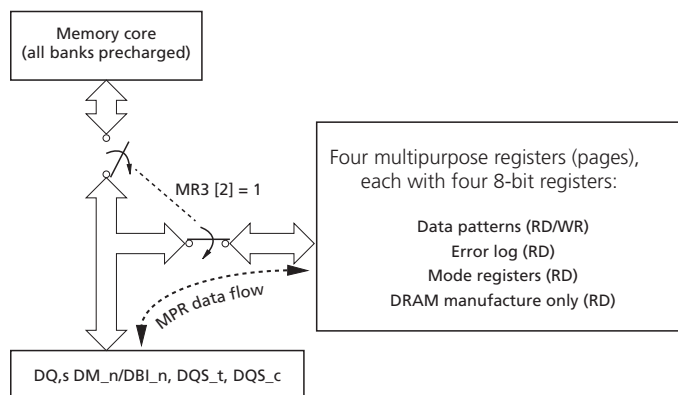 Memory core
(all banks precharged)
Four multipurpose registers (pages),
each with four 8-bit registers:
MR3 [2] = 1
Data patterns (RD/WR)
Error log (RD)
Mode registers (RD)
DRAM manufacture only (RD)
MPR data flow
DQ,s DM_n/DBI_n, DQS_t, DQS_c